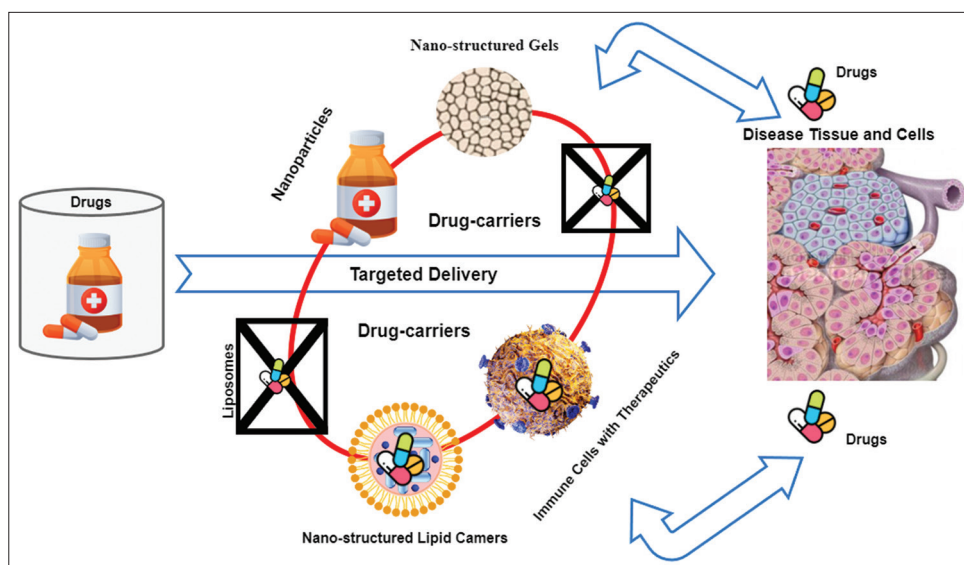 Nano-structured Gels
Drugs
Nanoparticles
Disease Tissue and Cells
Drugs
Drug-carriers
Targeted Delivery
Drug-carriers
Liposomes
Immune Cells with Therapeutics
Drugs
Nano-structured Lipid Camers